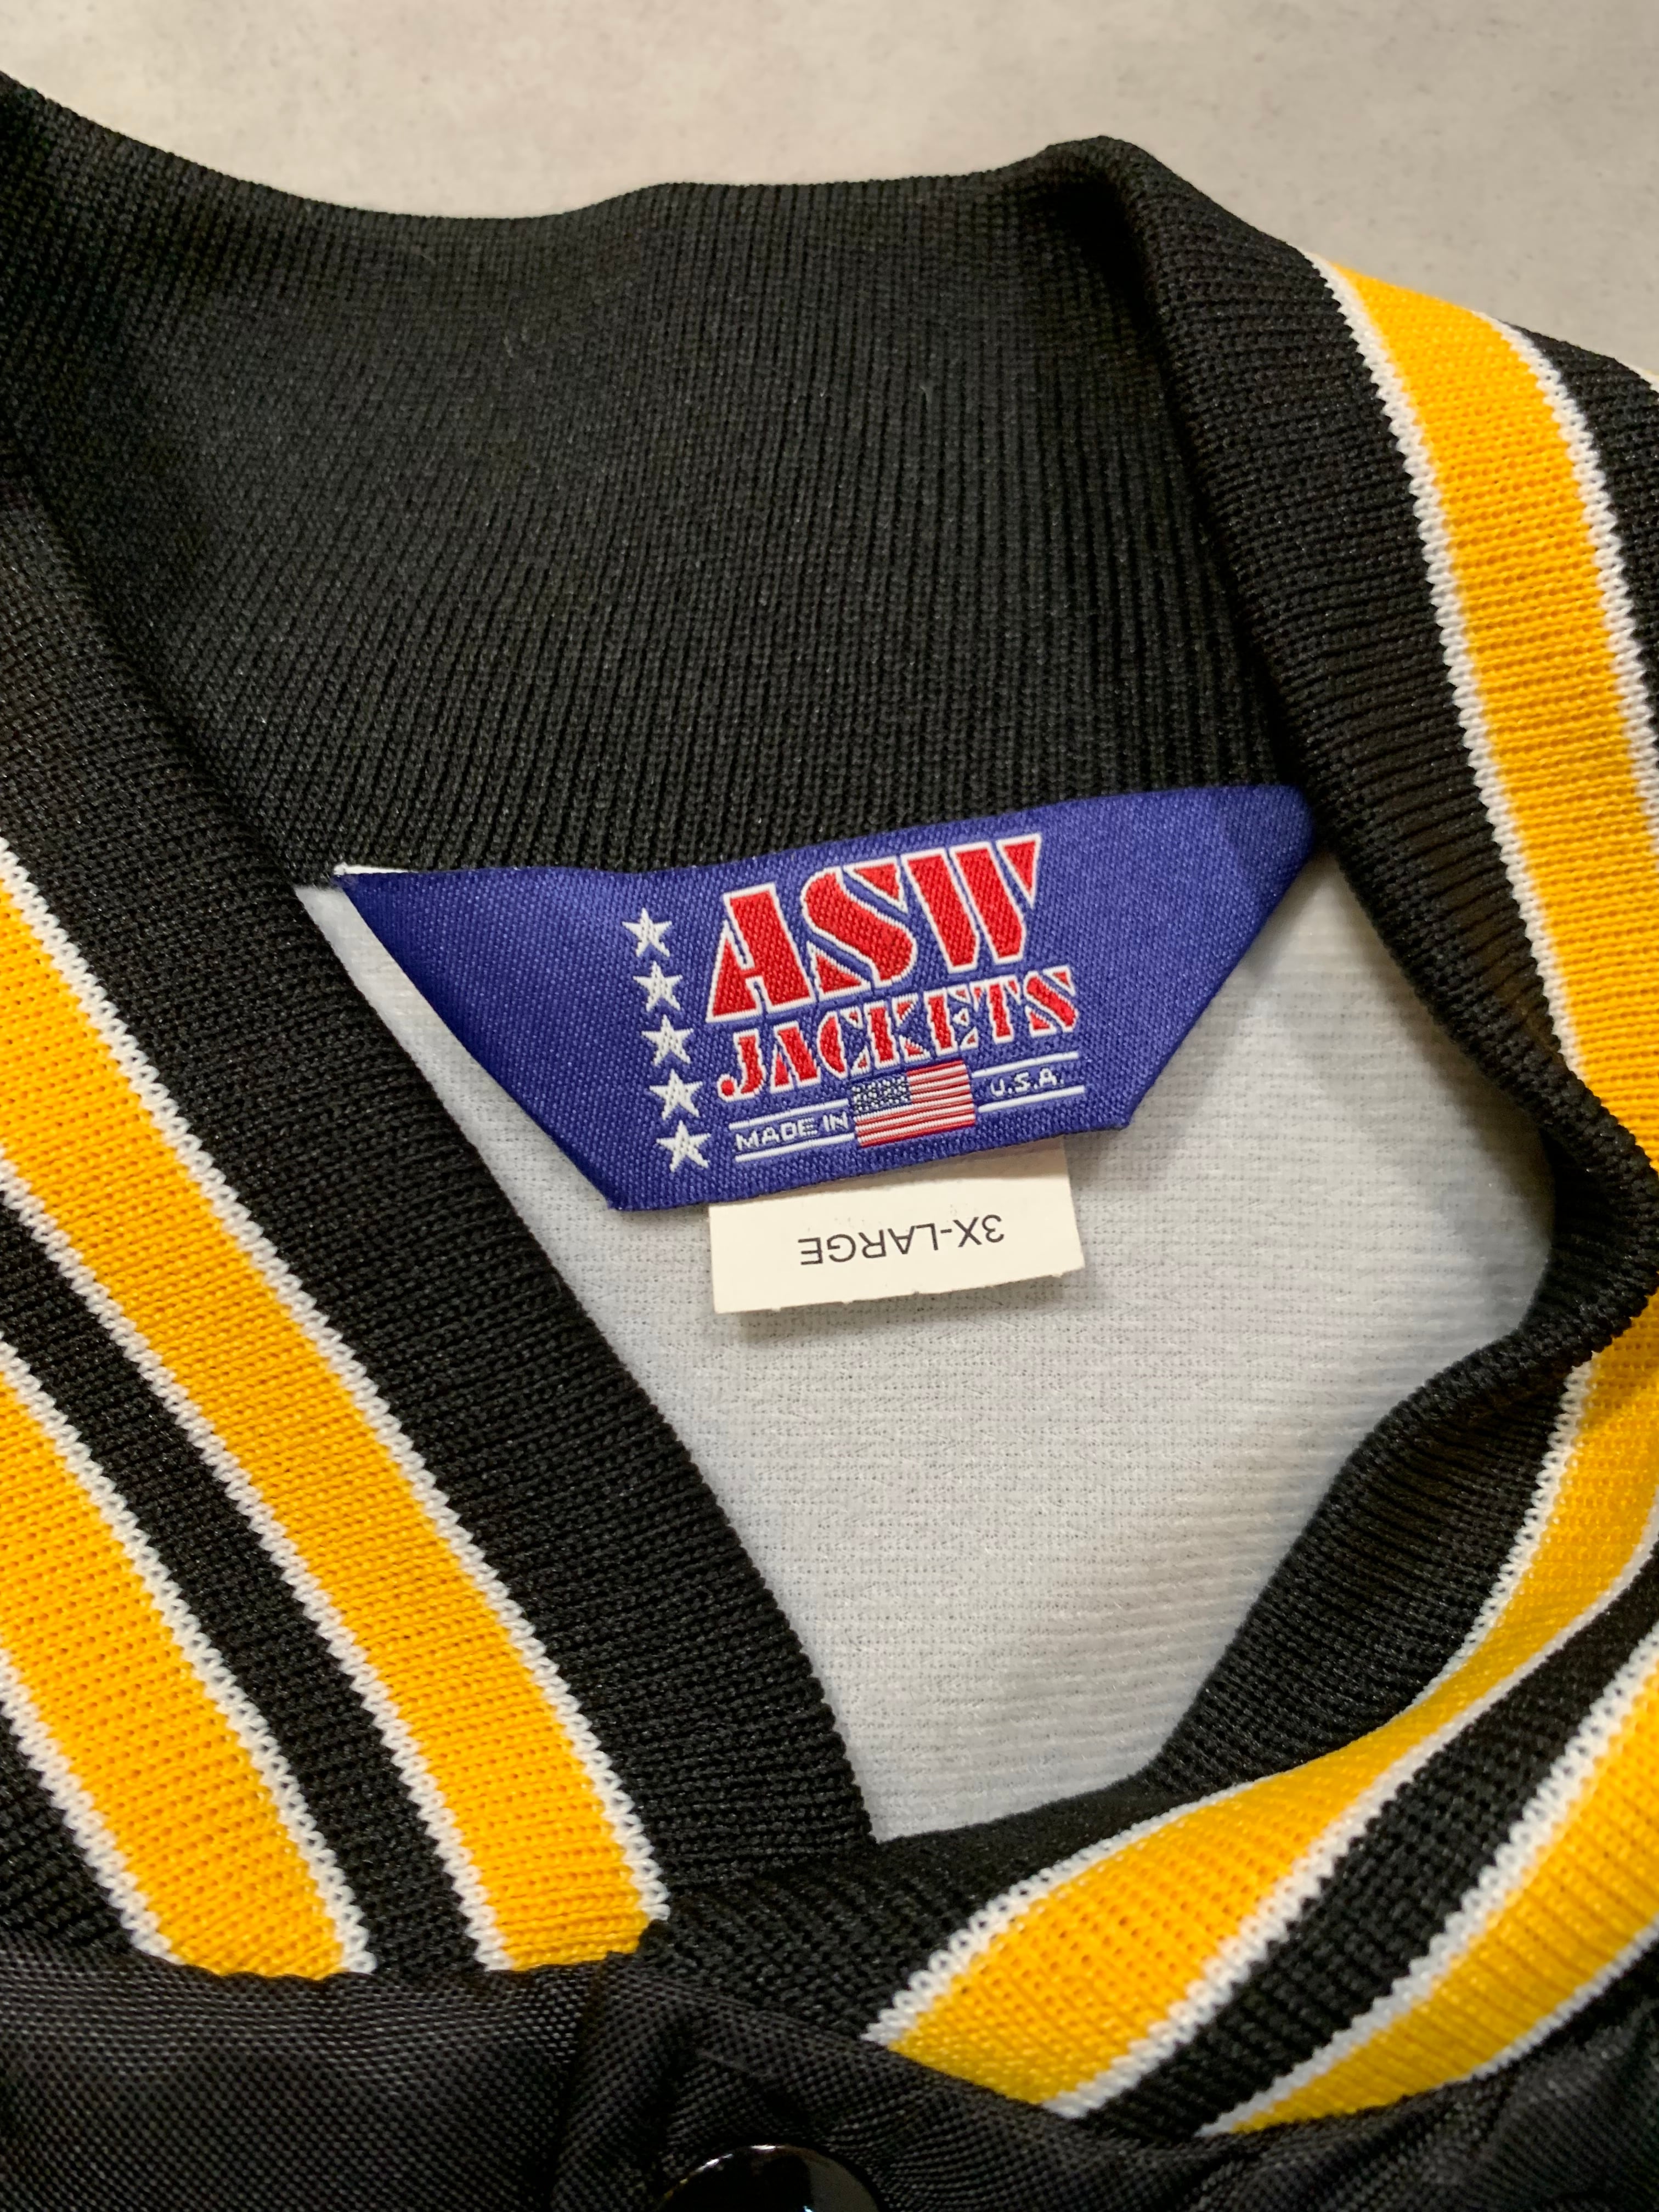 ASW
JACKETS
MADE IN U.S.A.
3X-LARGE